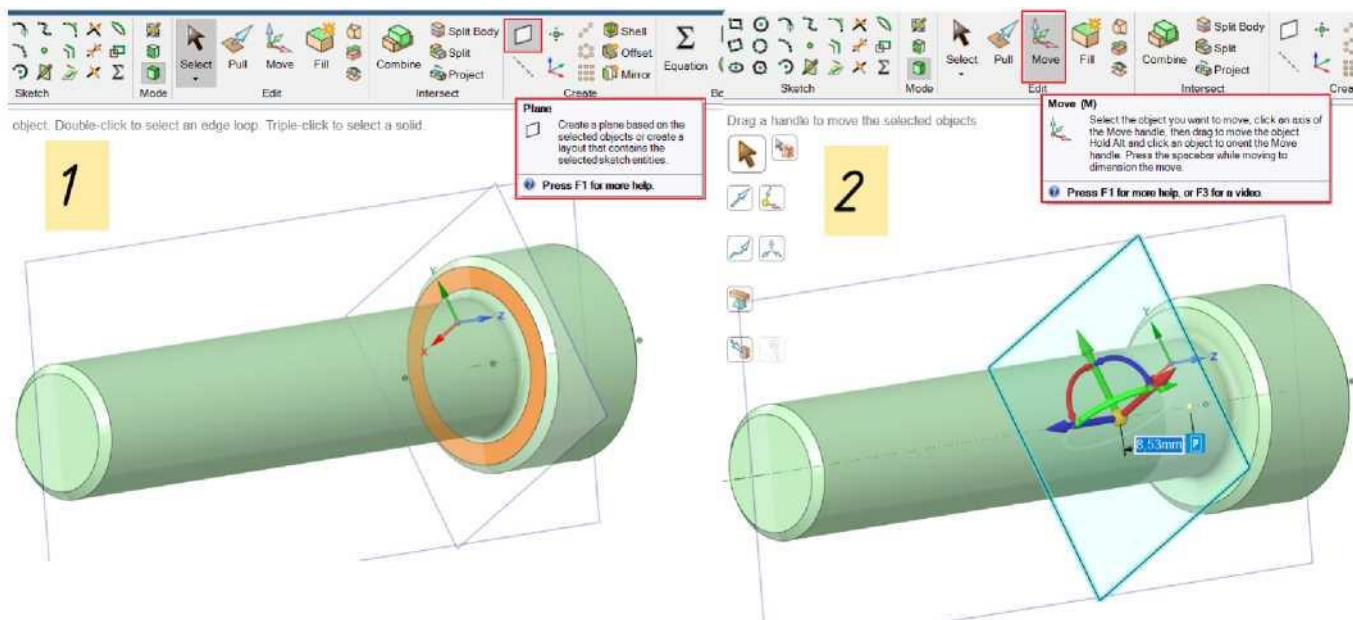 Select
Pull
Move
Fill
Combine
Split Body
Split
Project
Shell
Offset
Mirror
Equation
Sketch
Mode
Edit
Intersect
Create
Plane
Create a plane based on the
selected objects or create a
layout that contains the
selected sketch entities.
Press F1 for more help.
object. Double-click to select an edge loop. Triple-click to select a solid.
1
Y
Z
X
Select
Pull
Move
Fill
Combine
Split Body
Split
Project
Sketch
Mode
Edit
Intersect
Crea
Move (M)
Select the object you want to move, click an axis of
the Move handle, then drag to move the object
Hold Alt and click an object to orient the Move
handle. Press the spacebar while moving to
dimension the move.
Press F1 for more help, or F3 for n video.
Drag a handle to move the selected objects
2
Y
Z
8,53mm
P